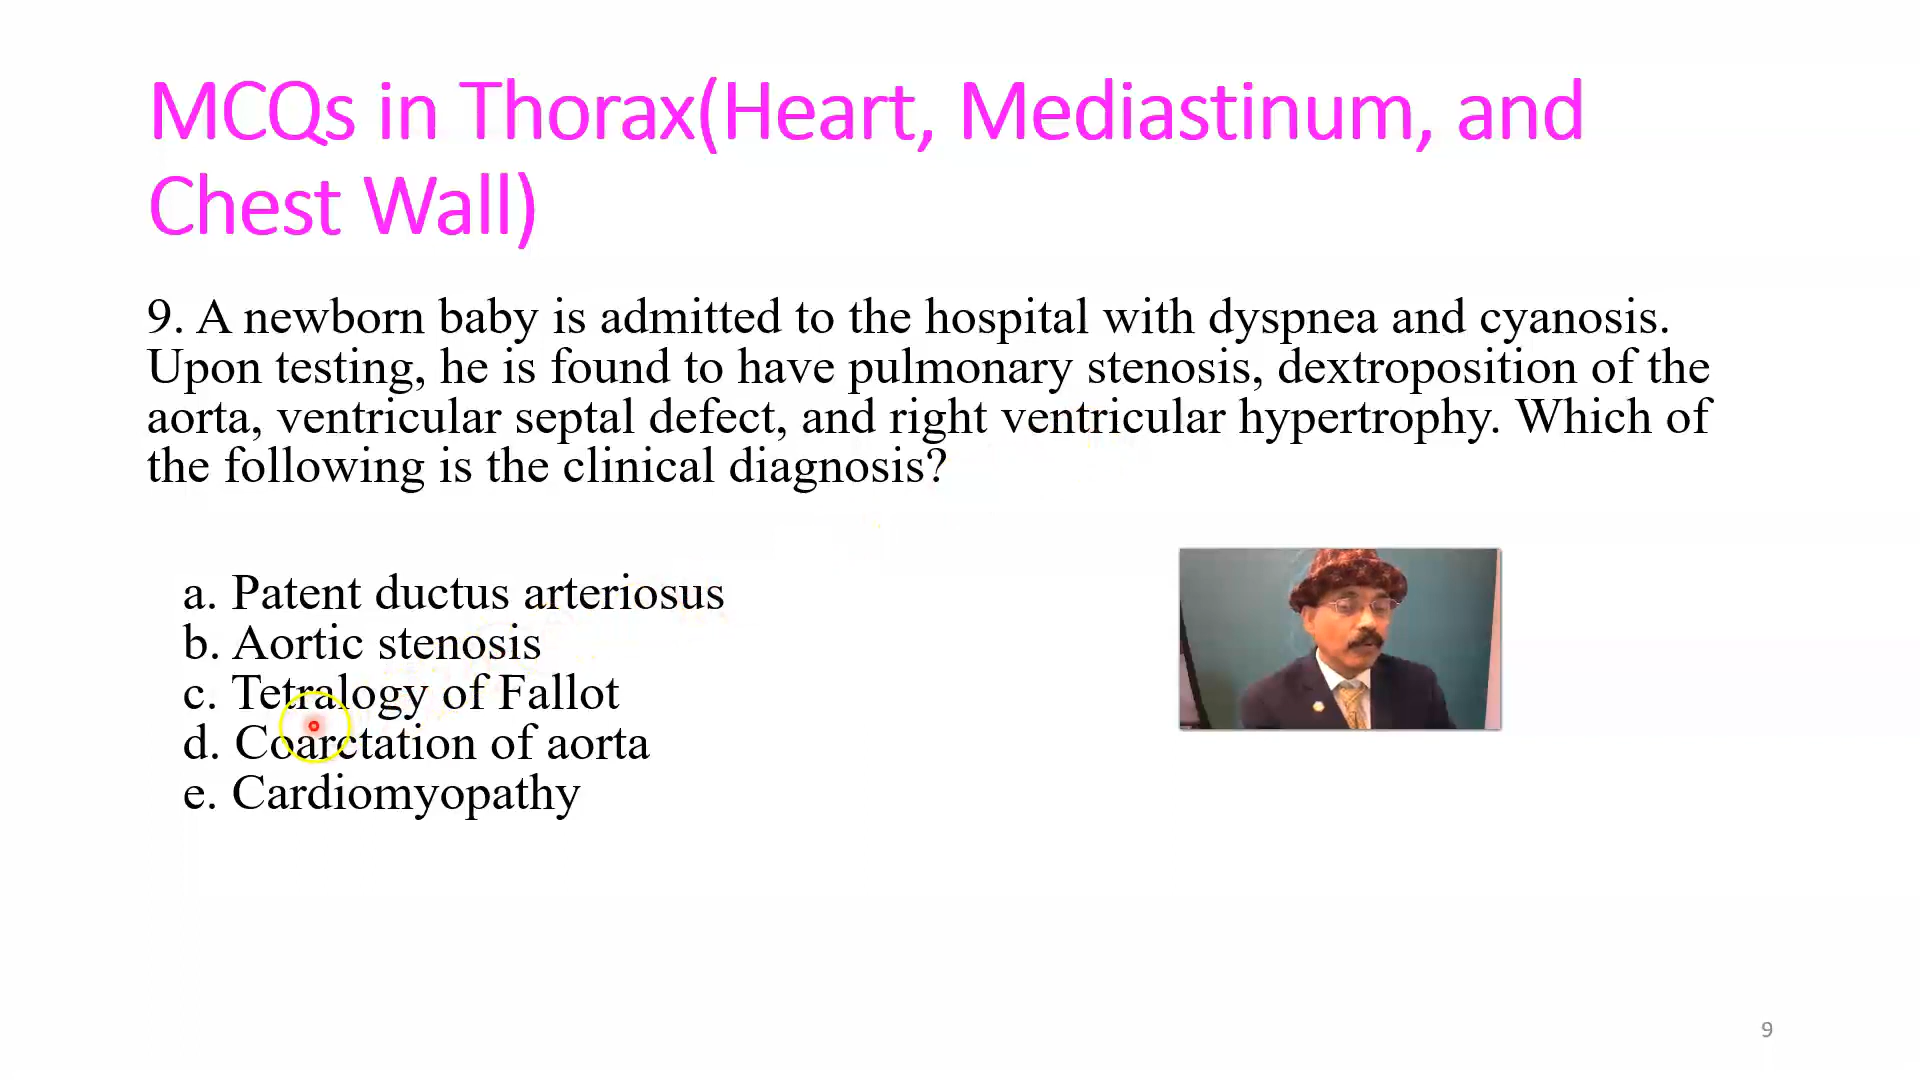 MCQs in Thorax(Heart, Mediastinum, and
Chest Wall)
9. A newborn baby is admitted to the hospital with dyspnea and cyanosis.
Upon testing, he is found to have pulmonary stenosis, dextroposition of the
aorta, ventricular septal defect, and right ventricular hypertrophy. Which of
the following is the clinical diagnosis?
a. Patent ductus arteriosus
b. Aortic stenosis
c. Tetralogy of Fallot
d. Coarctation of aorta
e. Cardiomyopathy
9